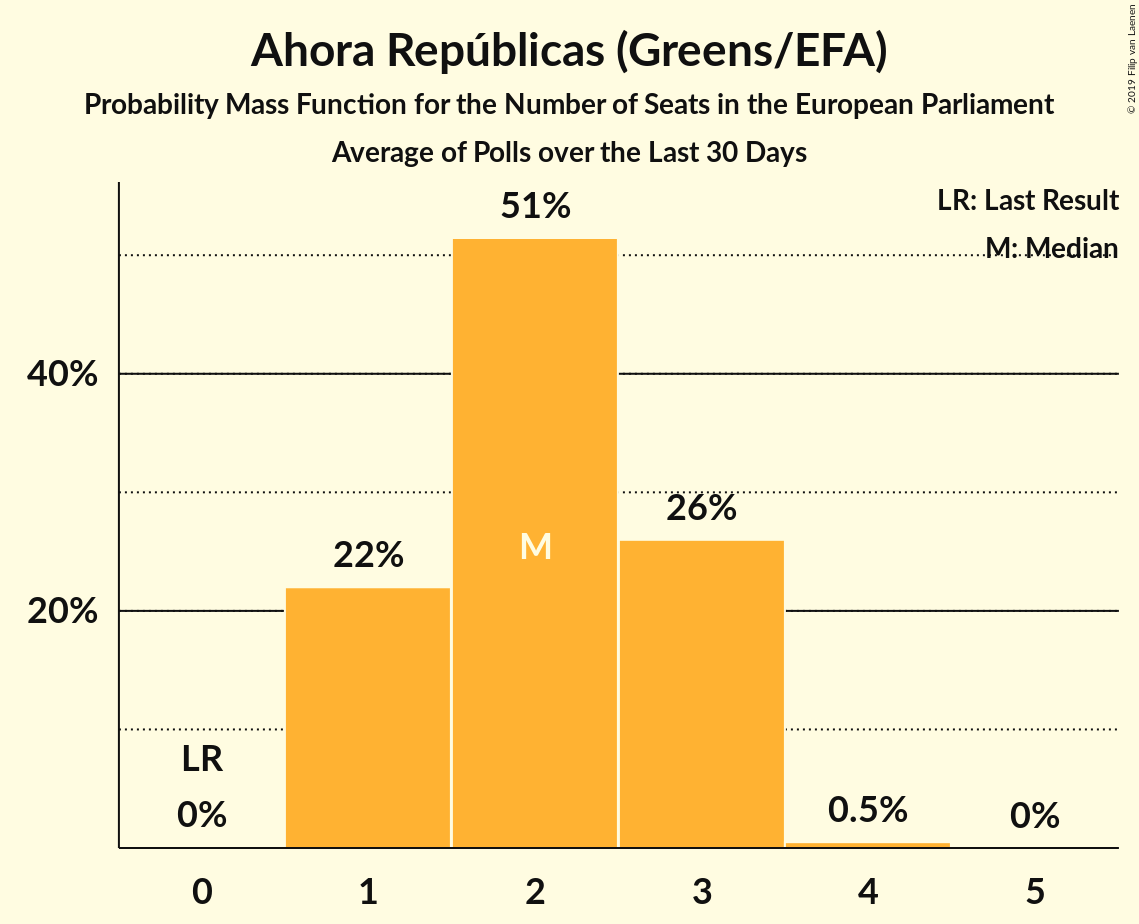 Ahora Repúblicas (Greens/EFA)
Probability Mass Function for the Number of Seats in the European Parliament
Average of Polls over the Last 30 Days
© 2019 Filip van Laenen
LR: Last Result
M: Median
51%
40%
26%
22%
M
20%
LR
0%
0.5%
0%
0 1 2 3 4 5